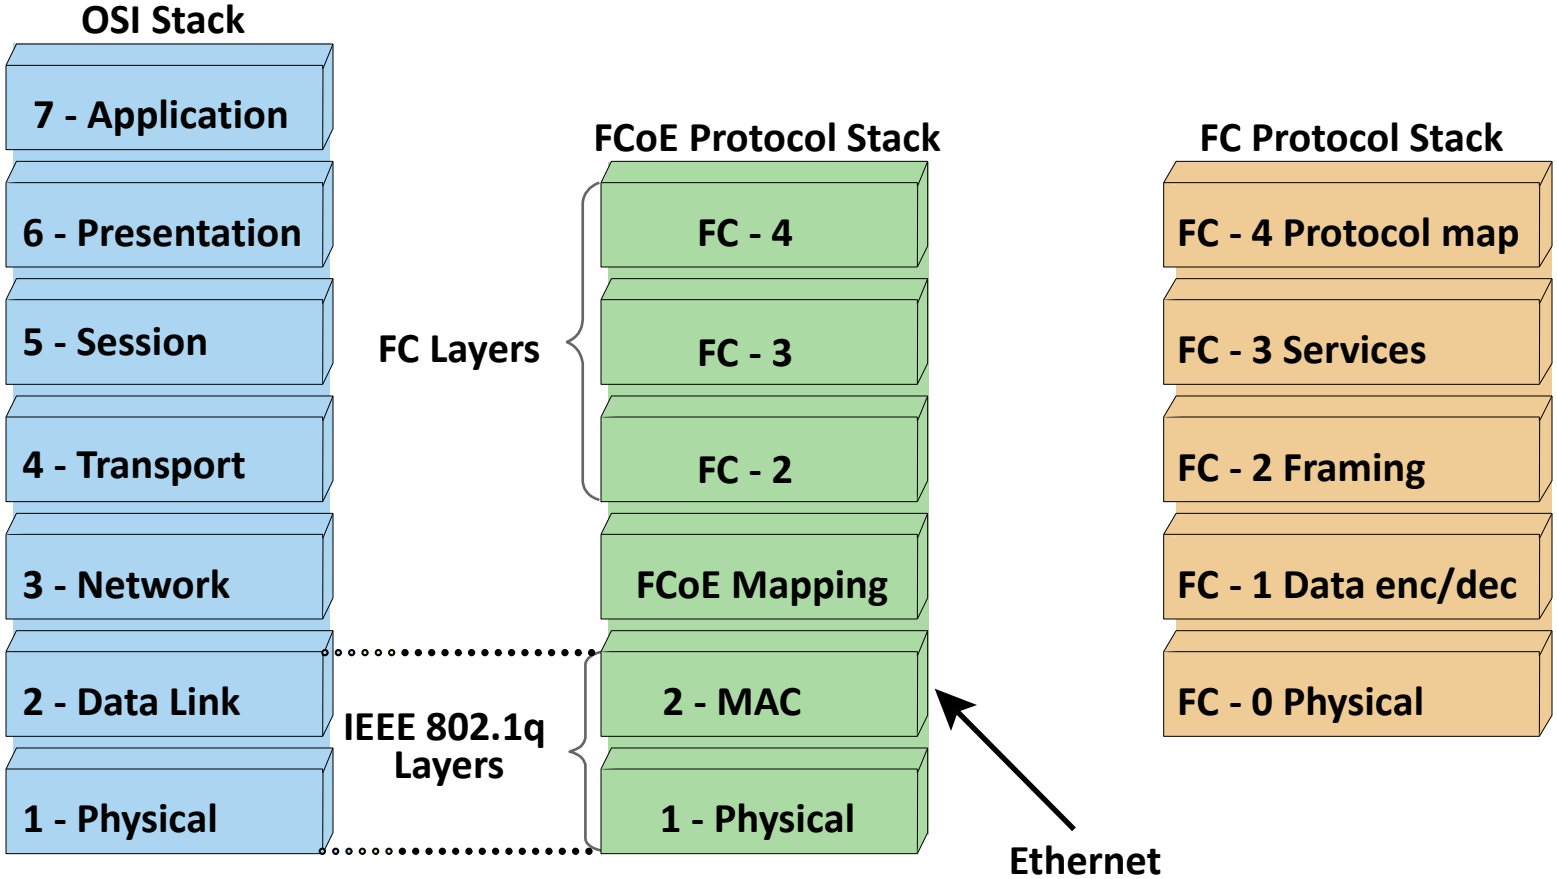 OSI Stack
7 - Application
6 - Presentation
5 - Session
4 - Transport
3 - Network
2 - Data Link
1 - Physical
FC Layers
IEEE 802.1q
Layers
FCoE Protocol Stack
FC - 4
FC - 3
FC - 2
FCoE Mapping
2 - MAC
1 - Physical
Ethernet
FC Protocol Stack
FC - 4 Protocol map
FC - 3 Services
FC - 2 Framing
FC - 1 Data enc/dec
FC - 0 Physical